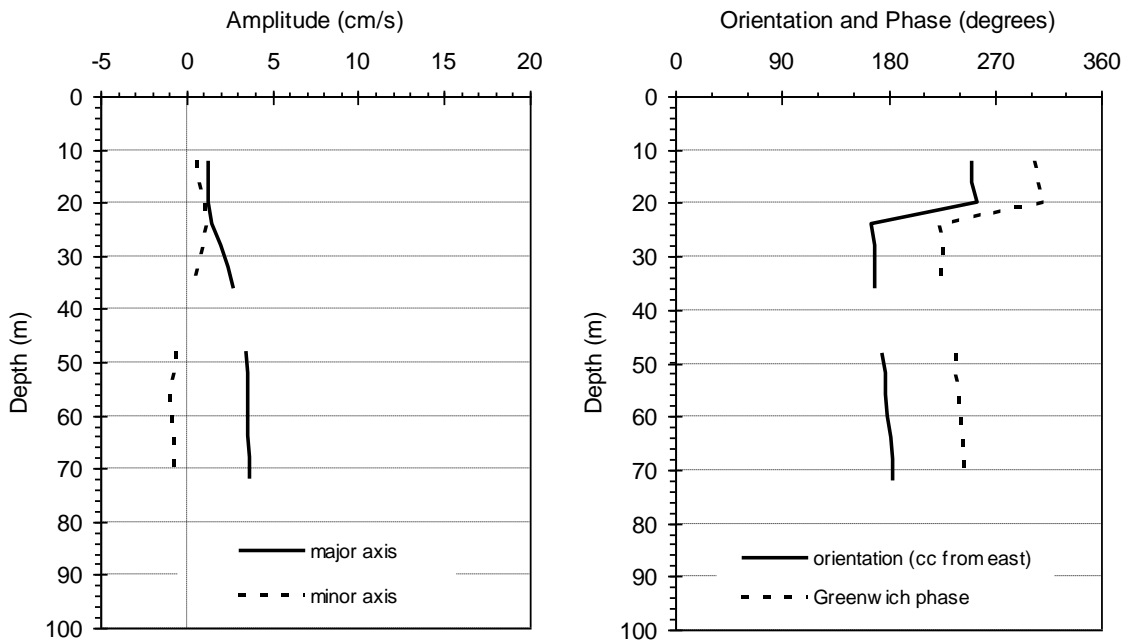 Amplitude (cm/s)
-5 0 5 10 15 20
0
10
20
30
40
50
60
70
80
90
100
Depth (m)
major axis
minor axis
Orientation and Phase (degrees)
0 90 180 270 360
0
10
20
30
40
50
60
70
80
90
100
Depth (m)
orientation (cc from east)
Greenwich phase